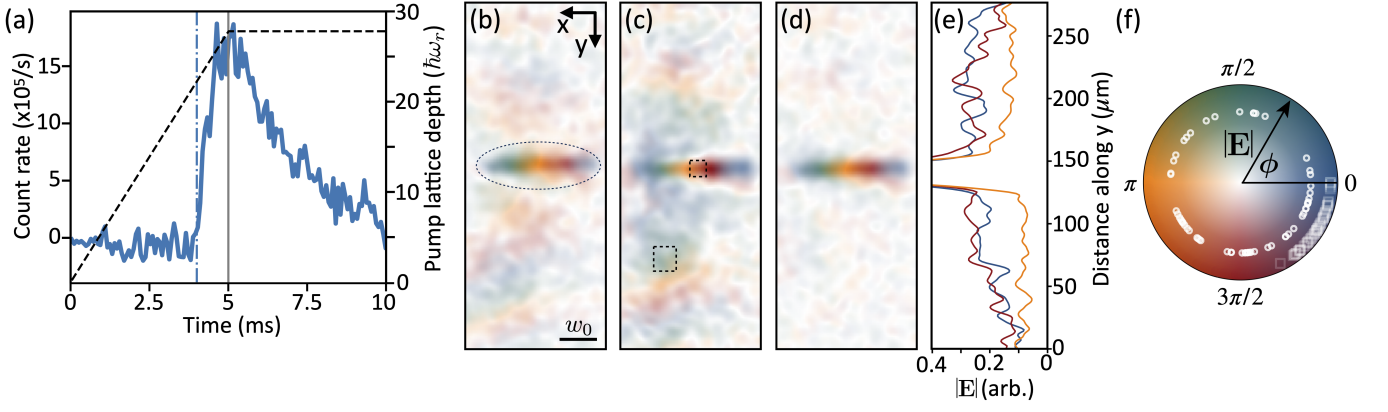 (a)
Count rate (x10⁵/s)
15
10
5
0
0
2.5
5
7.5
10
Time (ms)
30
20
10
0
Pump lattice depth (ℏωᵣ)
(b)
x
y
w₀
(c)
(d)
(e)
0.4
0.2
0
|E| (arb.)
250
200
150
100
50
0
Distance along y (μm)
(f)
π/2
|E|
ϕ
π
0
3π/2